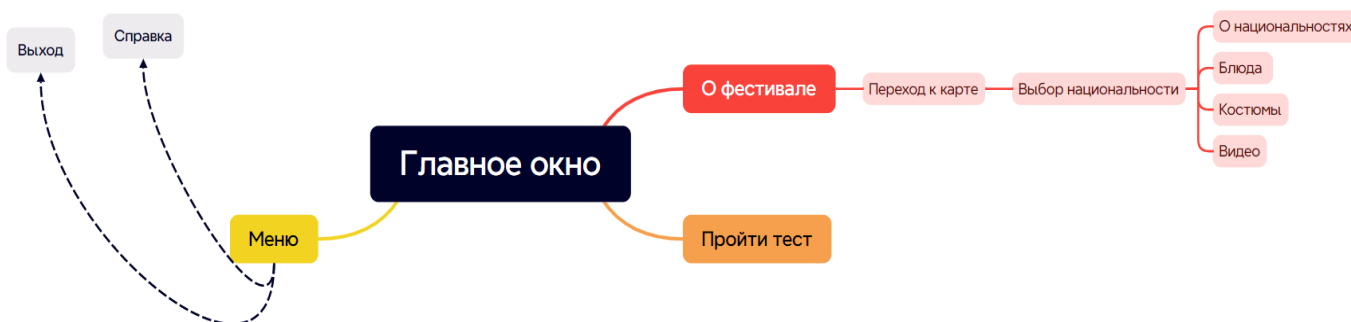 Выход
Справка
О фестивале
Переход к карте
Выбор национальности
О национальностях
Блюда
Костюмы
Видео
Главное окно
Меню
Пройти тест